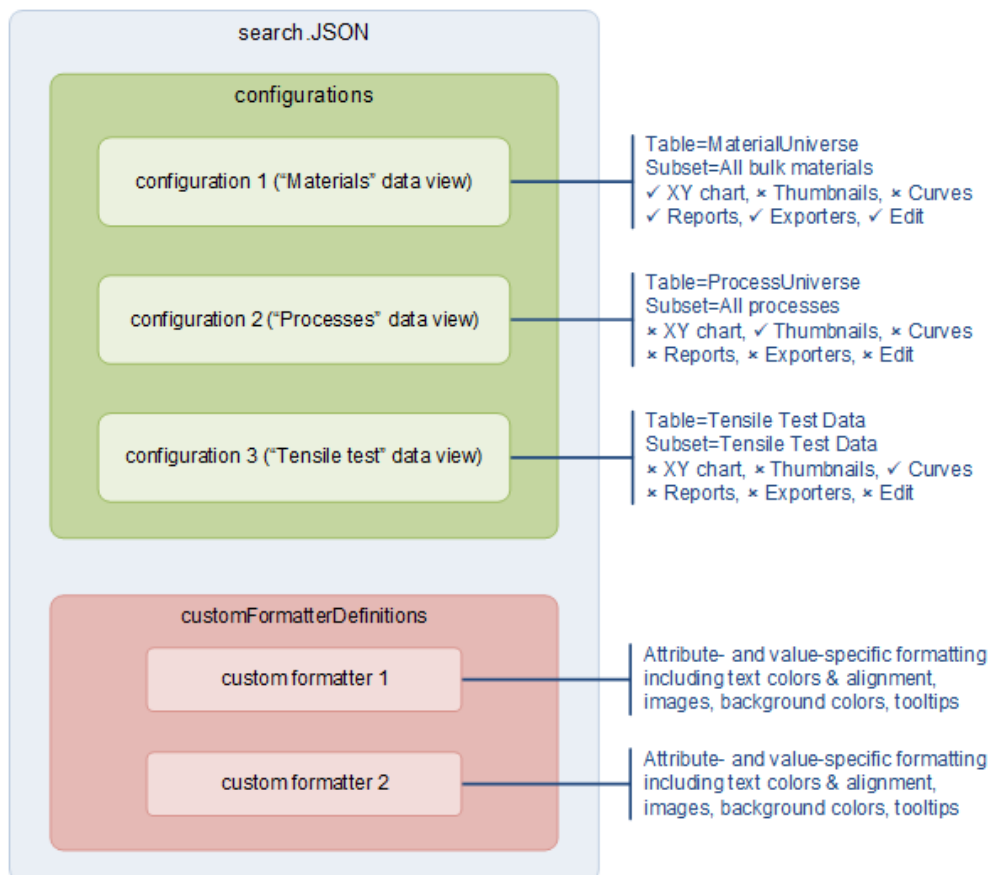 search.JSON
configurations
configuration 1 (“Materials” data view)
Table=MaterialUniverse
Subset=All bulk materials
✓ XY chart, × Thumbnails, × Curves
✓ Reports, ✓ Exporters, ✓ Edit
configuration 2 (“Processes” data view)
Table=ProcessUniverse
Subset=All processes
× XY chart, ✓ Thumbnails, × Curves
× Reports, × Exporters, × Edit
configuration 3 (“Tensile test” data view)
Table=Tensile Test Data
Subset=Tensile Test Data
× XY chart, × Thumbnails, ✓ Curves
× Reports, × Exporters, × Edit
customFormatterDefinitions
custom formatter 1
Attribute- and value-specific formatting
including text colors & alignment,
images, background colors, tooltips
custom formatter 2
Attribute- and value-specific formatting
including text colors & alignment,
images, background colors, tooltips